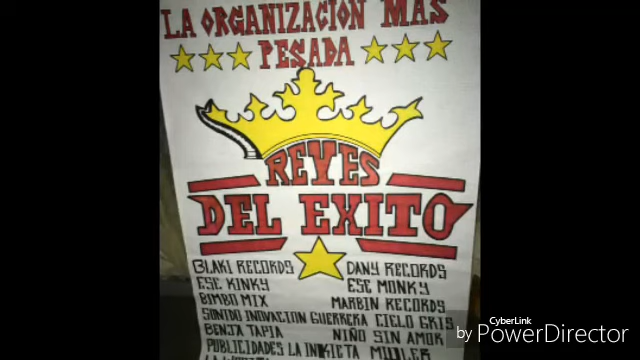 LA ORGANIZACION MAS
PESADA
REYES
DEL EXITO
BLAKI RECORDS DANY RECORDS
ESE KINKY ESE MONKY
BIMBO MIX MARBIN RECORDS
SONIDO INOVACION GUERRERA CIELO GRIS
BENJA TAPIA NIÑO SIN AMOR
PUBLICIDADES LA INKIETA
CyberLink
by PowerDirector